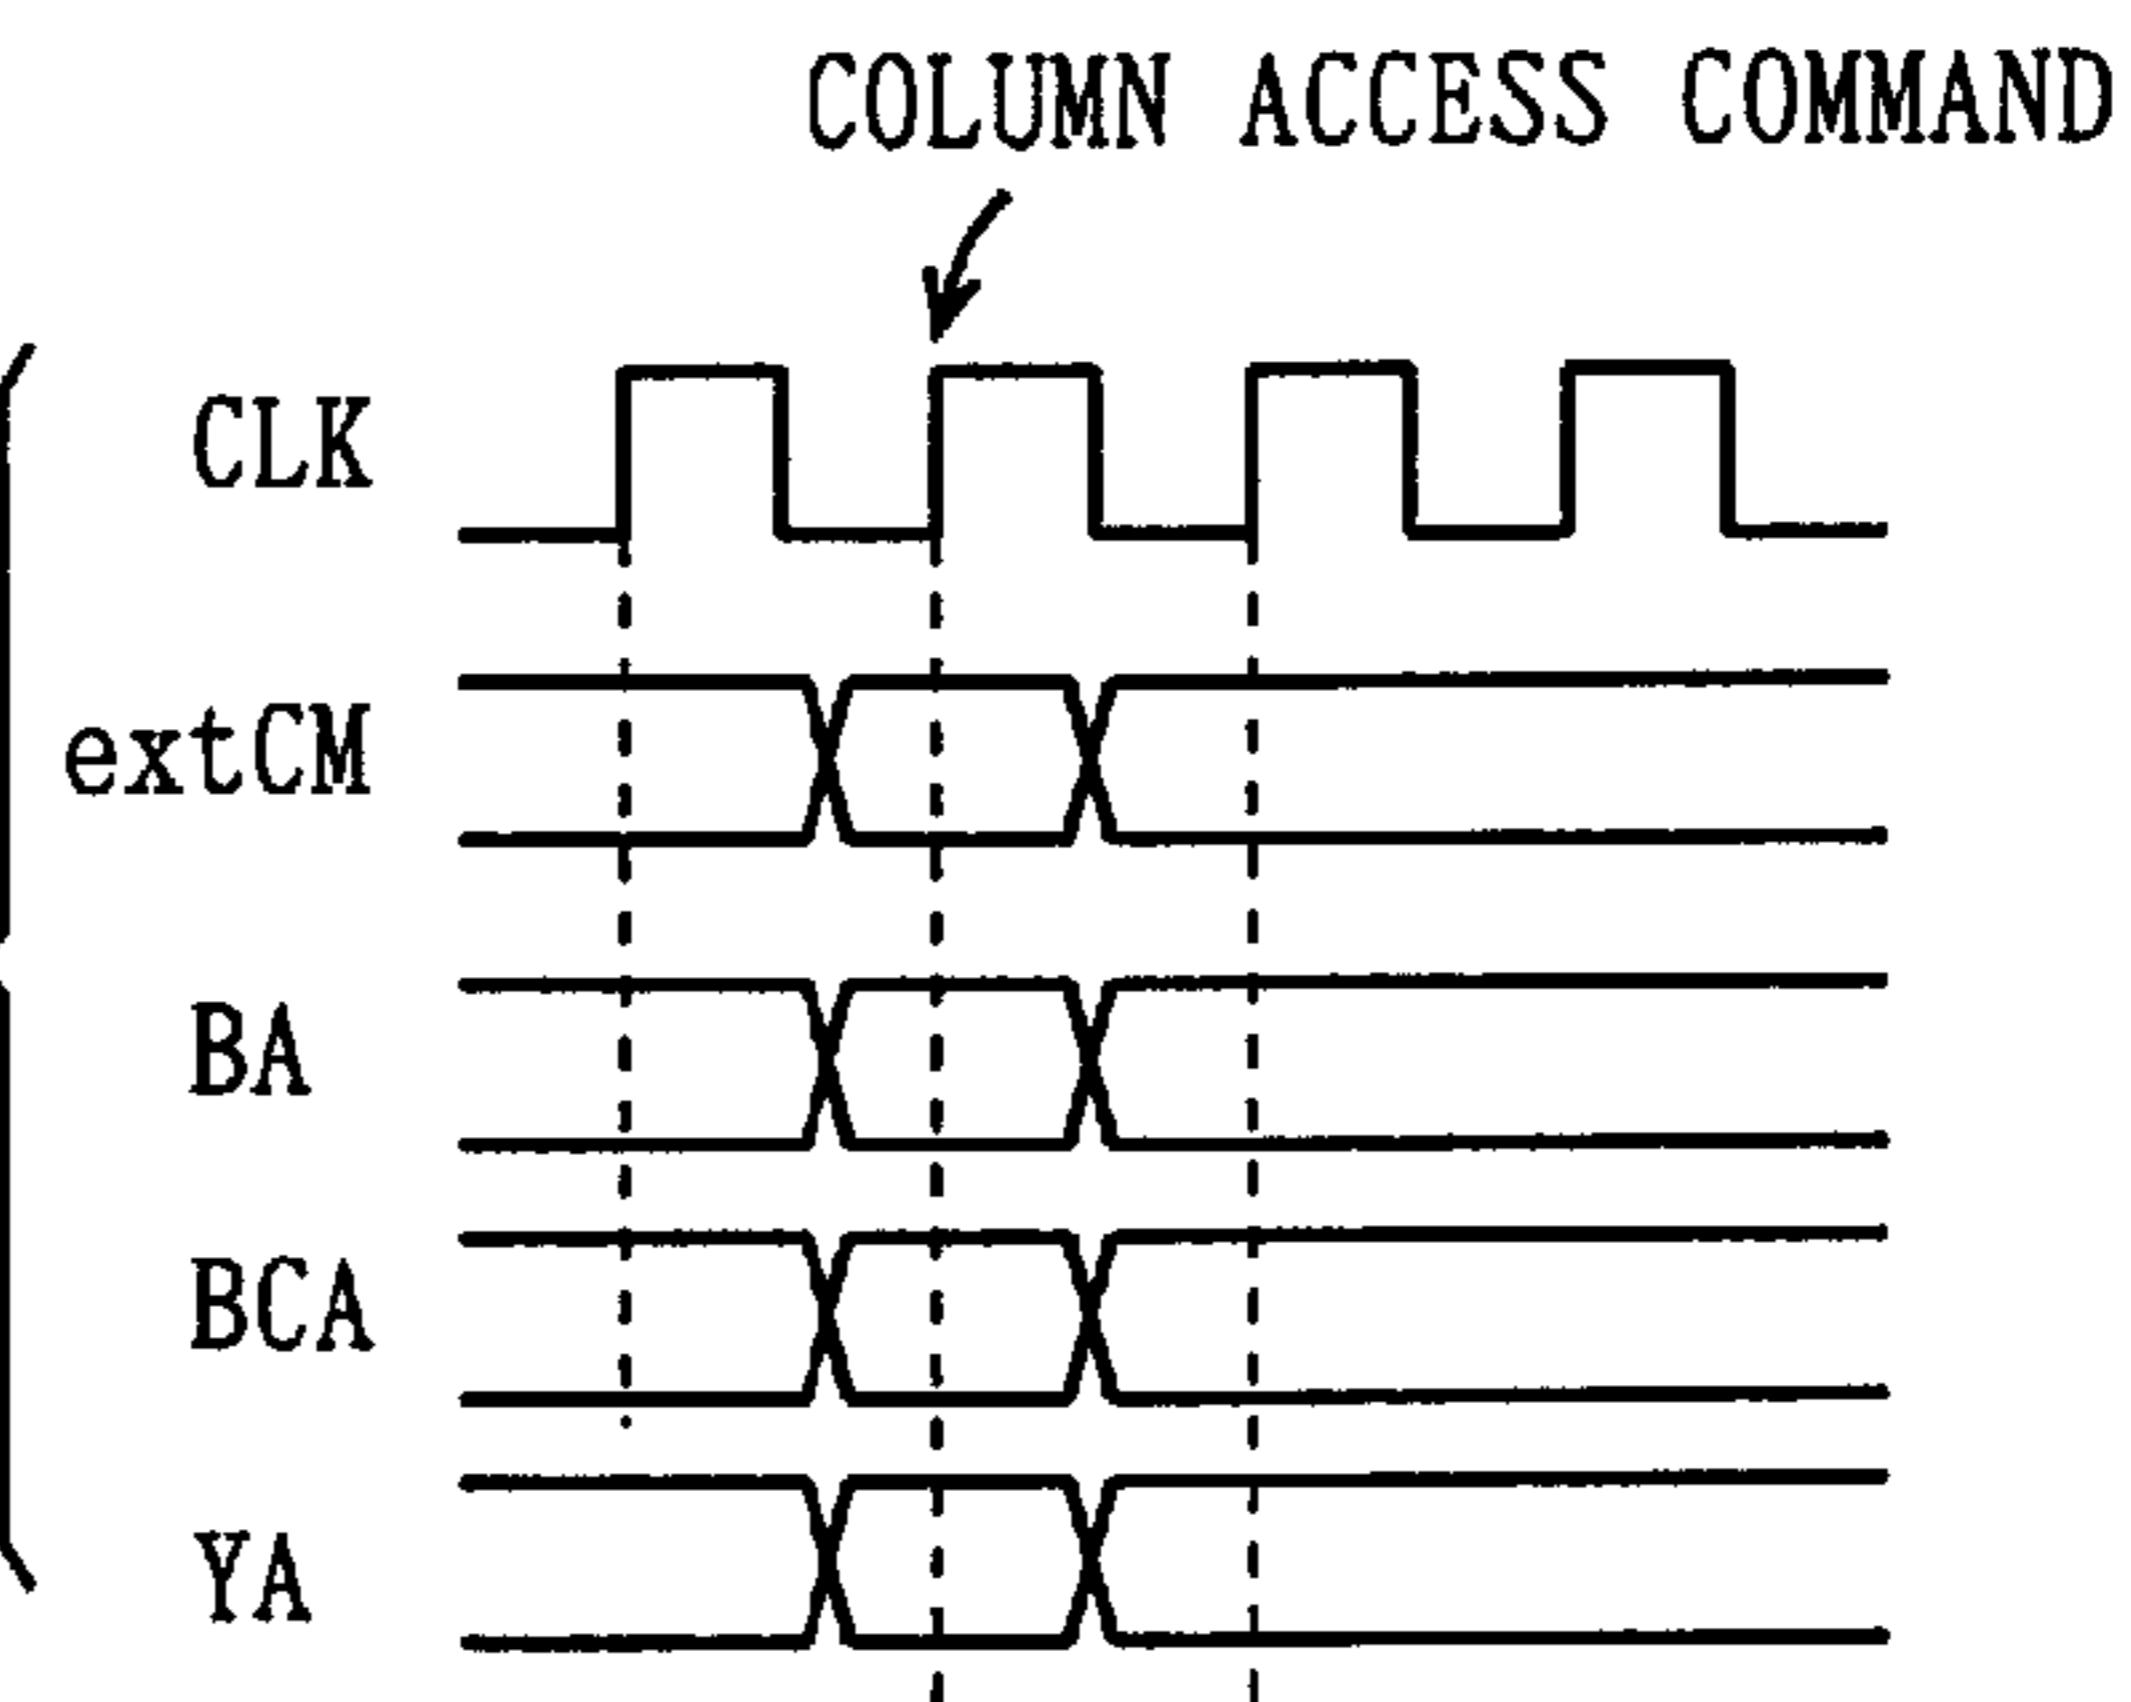 COLUMN ACCESS COMMAND
CLK
extCM
BA
BCA
YA